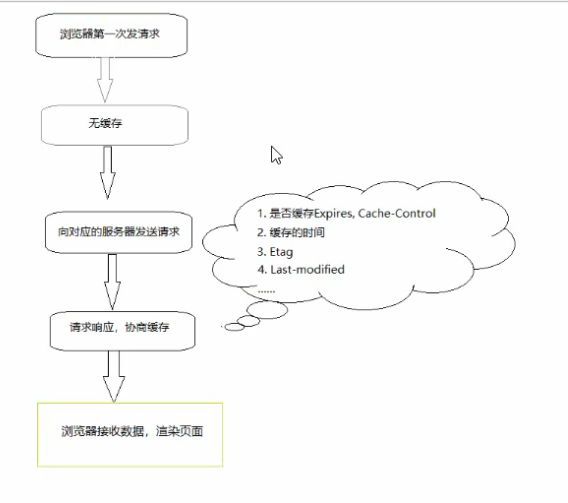 浏览器第一次发请求
无缓存
向对应的服务器发送请求
1. 是否缓存Expires, Cache-Control
2. 缓存的时间
3. Etag
4. Last-modified
......
请求响应，协商缓存
浏览器接收数据，渲染页面